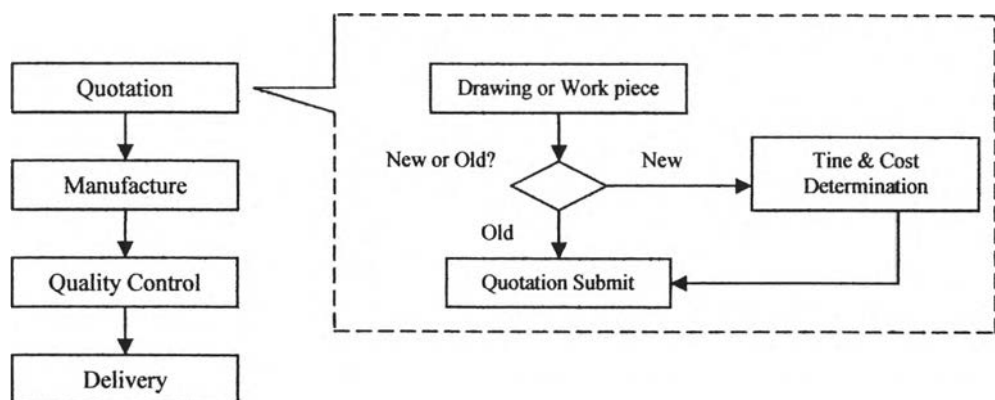 Quotation
Manufacture
Quality Control
Delivery
Drawing or Work piece
New or Old?
New
Tine & Cost
Determination
Old
Quotation Submit